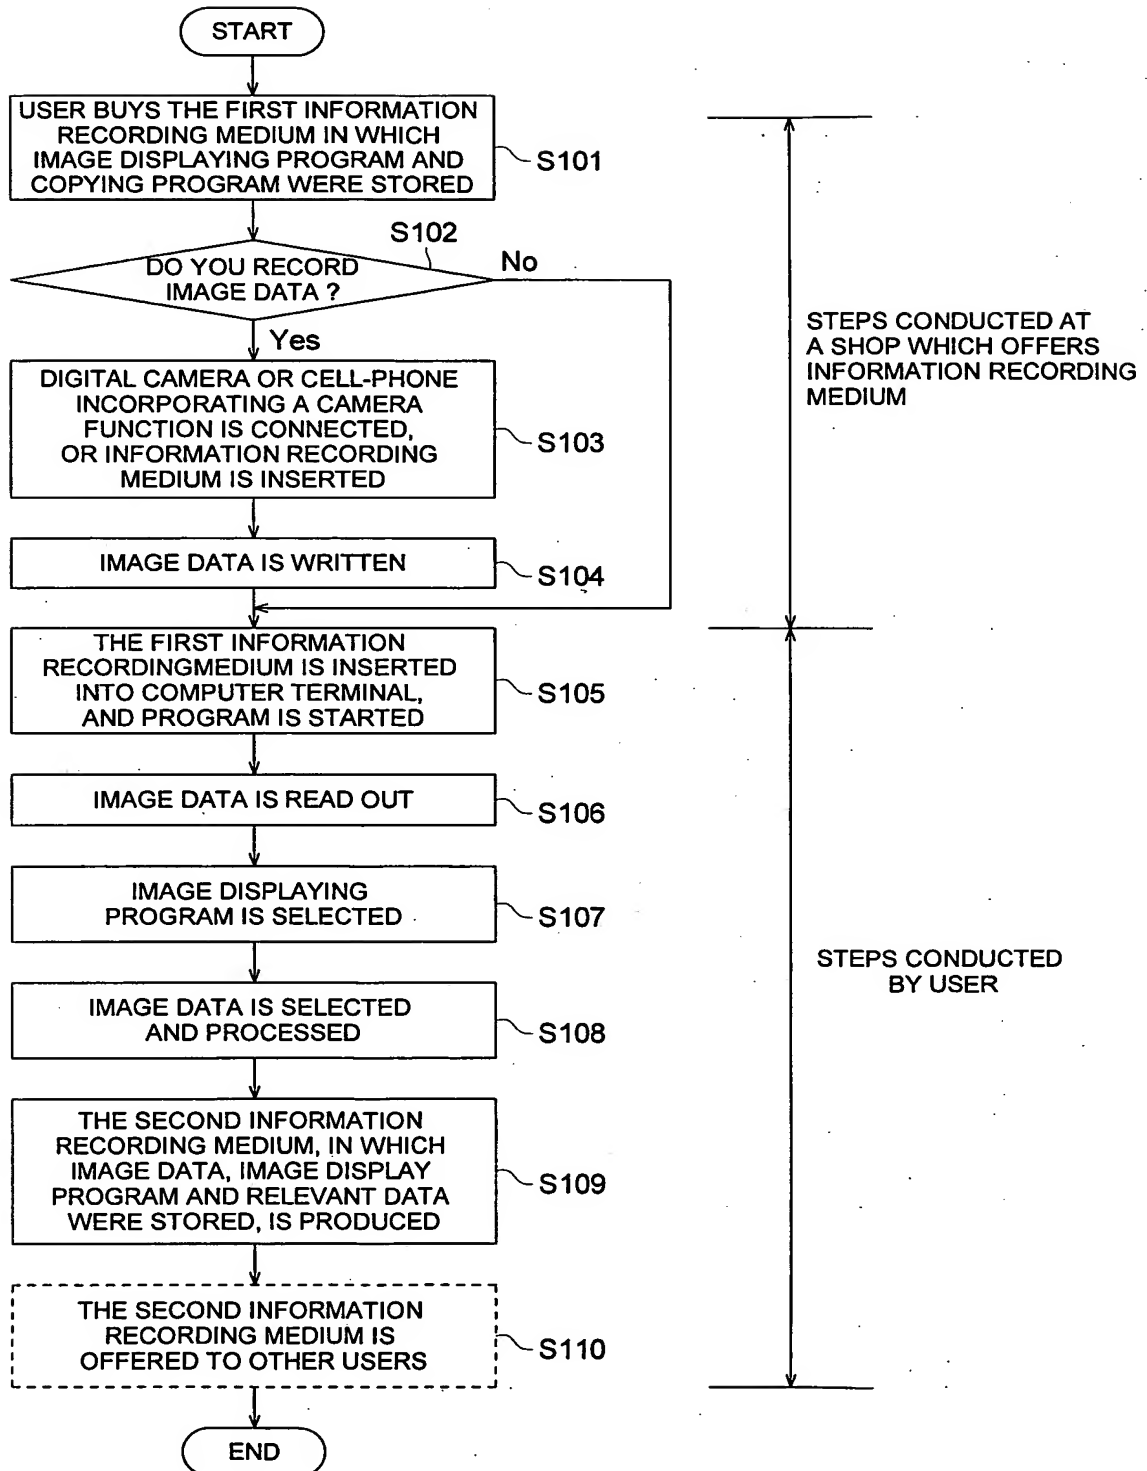 START
USER BUYS THE FIRST INFORMATION
RECORDING MEDIUM IN WHICH
IMAGE DISPLAYING PROGRAM AND
COPYING PROGRAM WERE STORED
S101
S102
DO YOU RECORD
IMAGE DATA ?
No
Yes
DIGITAL CAMERA OR CELL-PHONE
INCORPORATING A CAMERA
FUNCTION IS CONNECTED,
OR INFORMATION RECORDING
MEDIUM IS INSERTED
S103
IMAGE DATA IS WRITTEN
S104
STEPS CONDUCTED AT
A SHOP WHICH OFFERS
INFORMATION RECORDING
MEDIUM
THE FIRST INFORMATION
RECORDINGMEDIUM IS INSERTED
INTO COMPUTER TERMINAL,
AND PROGRAM IS STARTED
S105
IMAGE DATA IS READ OUT
S106
IMAGE DISPLAYING
PROGRAM IS SELECTED
S107
IMAGE DATA IS SELECTED
AND PROCESSED
S108
THE SECOND INFORMATION
RECORDING MEDIUM, IN WHICH
IMAGE DATA, IMAGE DISPLAY
PROGRAM AND RELEVANT DATA
WERE STORED, IS PRODUCED
S109
THE SECOND INFORMATION
RECORDING MEDIUM IS
OFFERED TO OTHER USERS
S110
STEPS CONDUCTED
BY USER
END